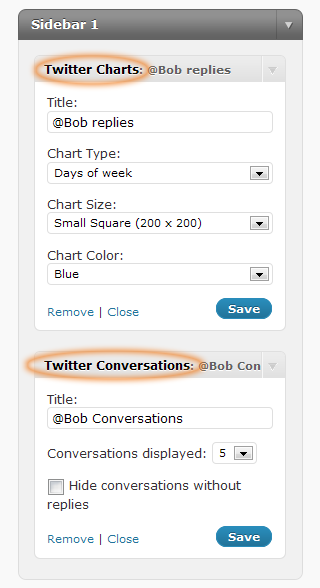 Sidebar 1
Twitter Charts: @Bob replies
Title:
@Bob replies
Chart Type:
Days of week
Chart Size:
Small Square (200 x 200)
Chart Color:
Blue
Remove | Close
Save
Twitter Conversations: @Bob Con
Title:
@Bob Conversations
Conversations displayed: 5
Hide conversations without
replies
Remove | Close
Save